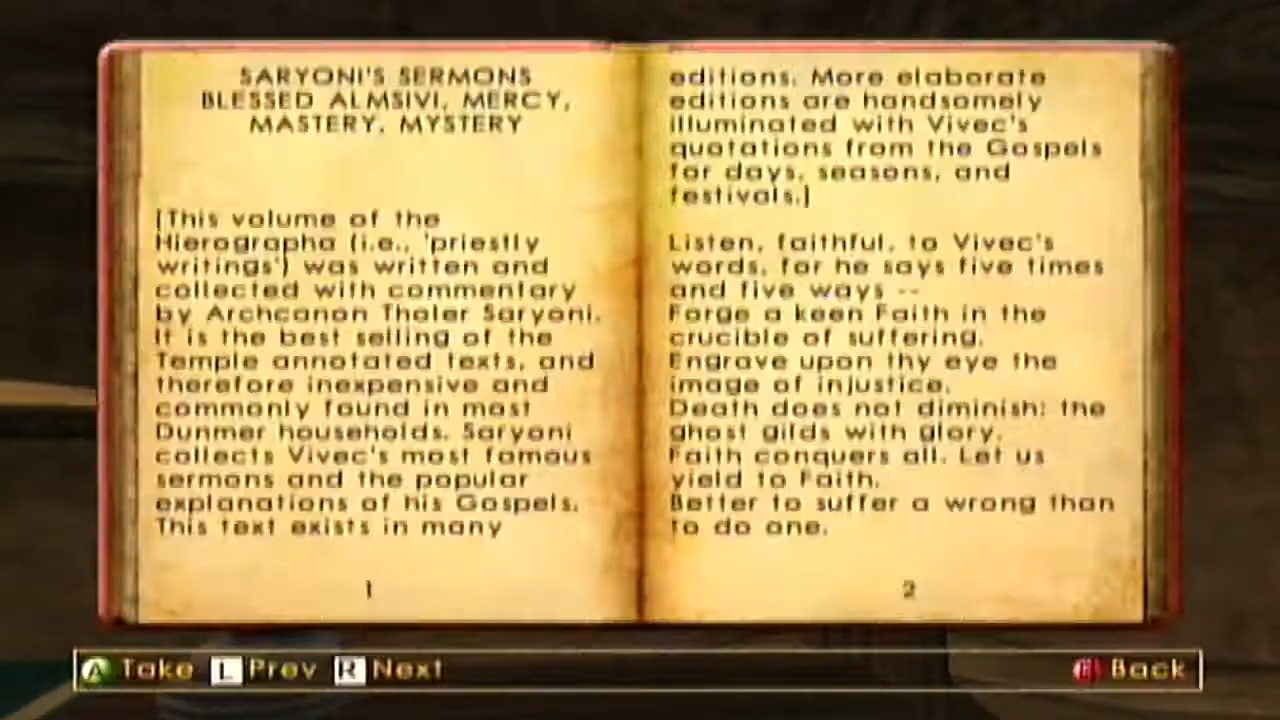 SARYONI'S SERMONS
BLESSED ALMSIVI, MERCY,
MASTERY, MYSTERY
[This volume of the
Hierographa (i.e., 'priestly
writings') was written and
collected with commentary
by Archcanon Tholer Saryoni.
It is the best selling of the
Temple annotated texts, and
therefore inexpensive and
commonly found in most
Dunmer households. Saryoni
collects Vivec's most famous
sermons and the popular
explanations of his Gospels.
This text exists in many
1
editions. More elaborate
editions are handsomely
illuminated with Vivec's
quotations from the Gospels
for days, seasons, and
festivals.]
Listen, faithful, to Vivec's
words, for he says five times
and five ways --
Forge a keen Faith in the
crucible of suffering.
Engrave upon thy eye the
image of injustice.
Death does not diminish; the
ghost gilds with glory.
Faith conquers all. Let us
yield to Faith.
Better to suffer a wrong than
to do one.
2
A Take L Prev R Next
B Back